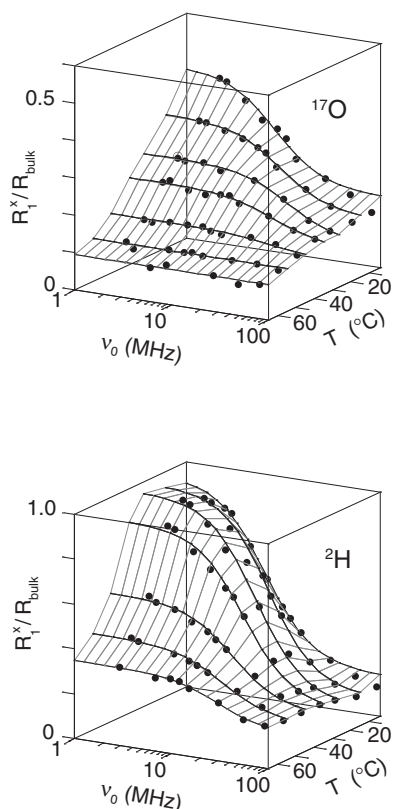 0.5
¹⁷O
R₁ˣ/R_bulk
0
1
10
100
ν₀ (MHz)
20
40
60
T (°C)
1.0
²H
R₁ˣ/R_bulk
0
1
10
100
ν₀ (MHz)
20
40
60
T (°C)